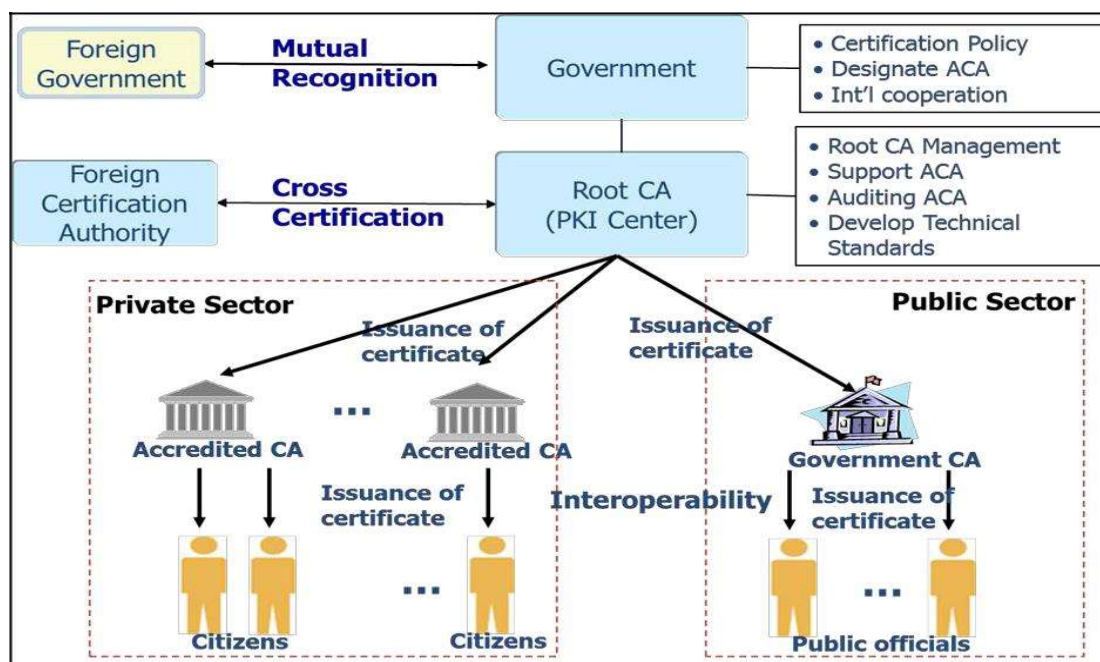 Foreign
Government
Mutual
Recognition
Government
• Certification Policy
• Designate ACA
• Int'l cooperation
Foreign
Certification
Authority
Cross
Certification
Root CA
(PKI Center)
• Root CA Management
• Support ACA
• Auditing ACA
• Develop Technical
Standards
Private Sector
Public Sector
Issuance of
certificate
Issuance of
certificate
...
Accredited CA
Accredited CA
Government CA
Issuance of
certificate
Interoperability
Issuance of
certificate
...
...
Citizens
Citizens
Public officials